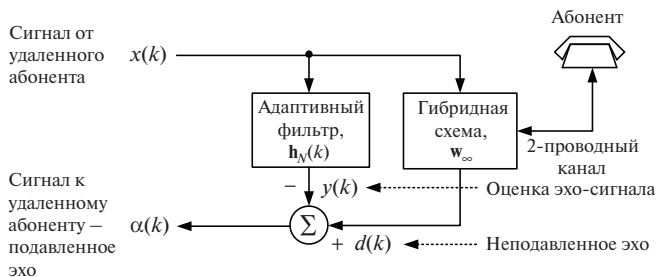 Сигнал от
удаленного
абонента
x(k)
Абонент
Адаптивный
фильтр,
h_N(k)
Гибридная
схема,
w_∞
2-проводный
канал
– y(k)
Оценка эхо-сигнала
Сигнал к
удаленному
абоненту –
подавленное
эхо
α(k)
Σ
+ d(k)
Неподавленное эхо